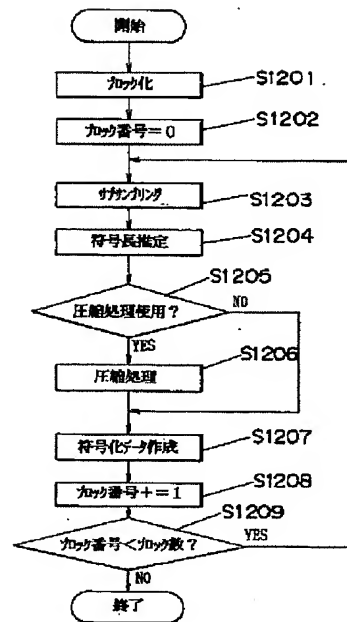 開始
ブロック化
S1201
ブロック番号=0
S1202
サブサンプリング
S1203
符号長推定
S1204
圧縮処理使用?
S1205
NO
YES
圧縮処理
S1206
符号化データ作成
S1207
ブロック番号+=1
S1208
ブロック番号<ブロック数?
S1209
YES
NO
終了